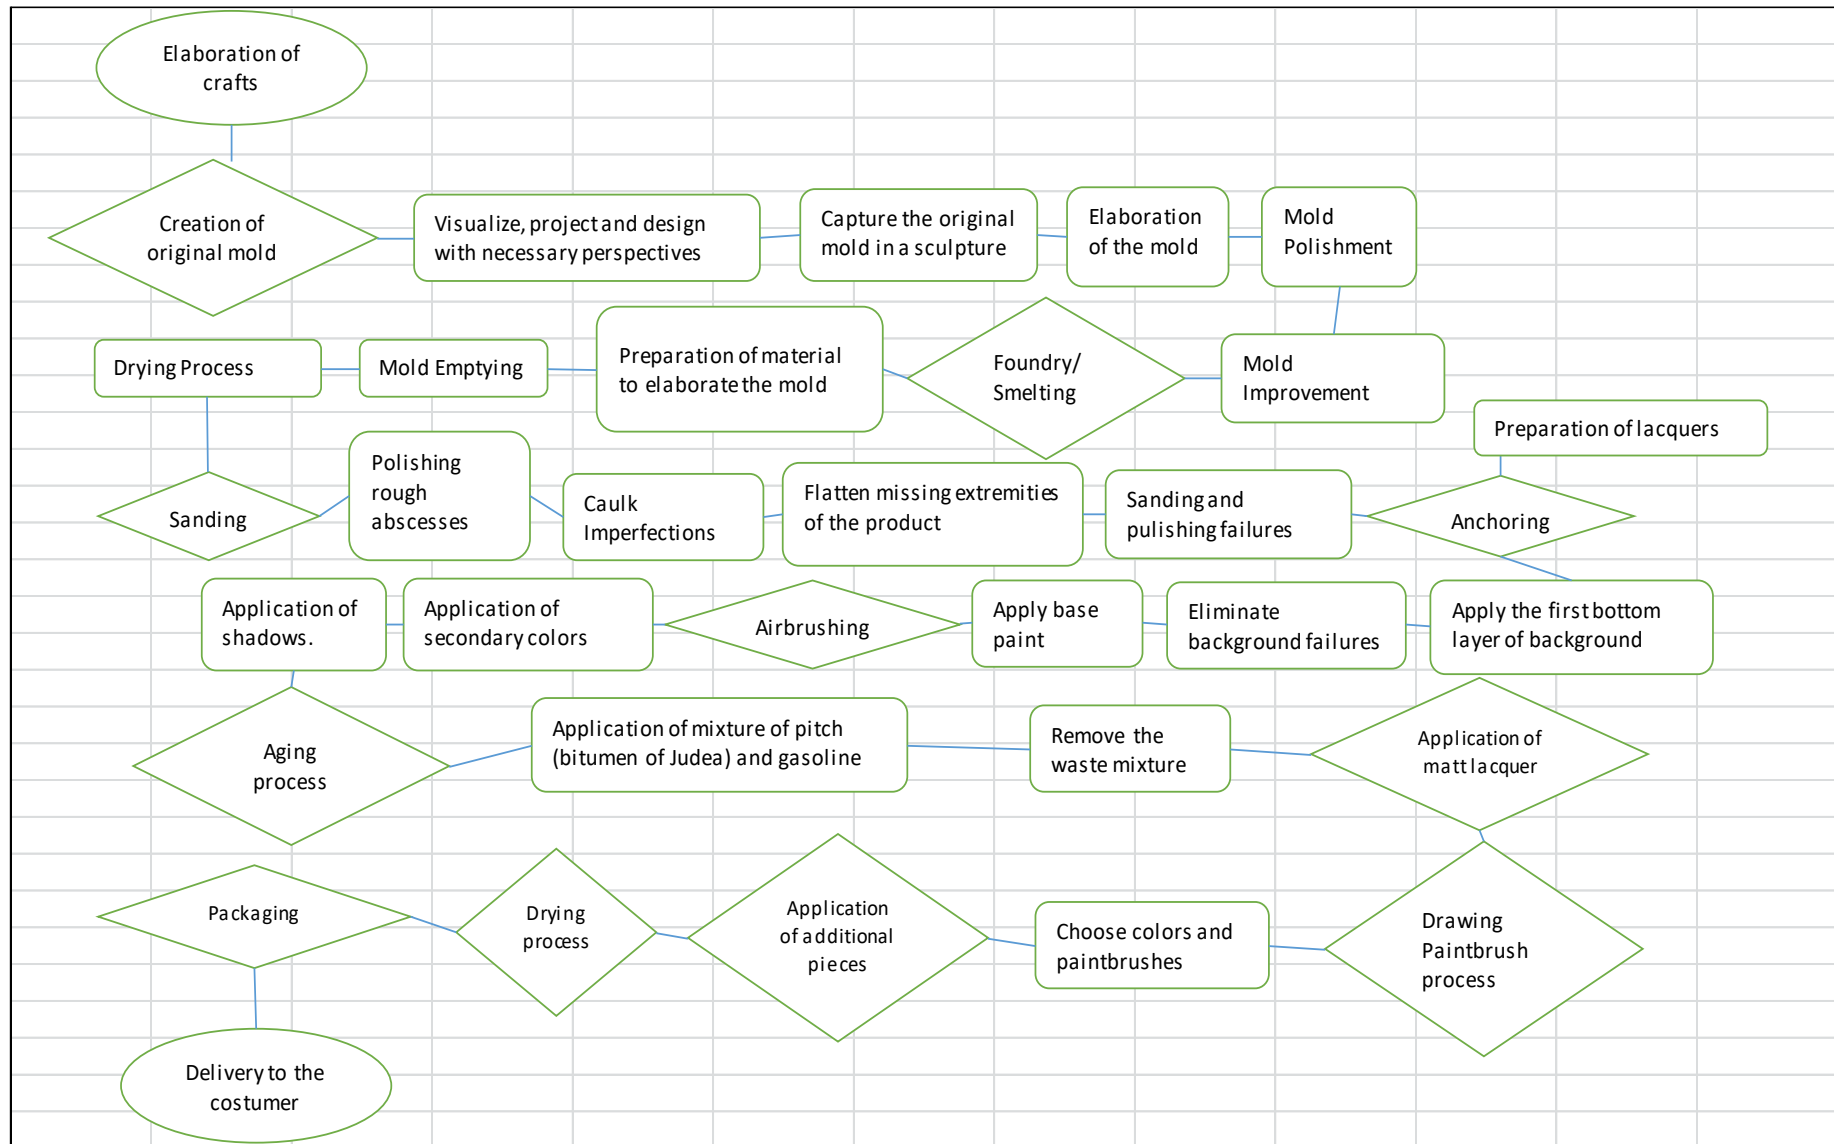 Elaboration of
crafts
Creation of
original mold
Visualize, project and design
with necessary perspectives
Capture the original
mold in a sculpture
Elaboration
of the mold
Mold
Polishment
Drying Process
Mold Emptying
Preparation of material
to elaborate the mold
Foundry/
Smelting
Mold
Improvement
Preparation of lacquers
Sanding
Polishing
rough
abscesses
Caulk
Imperfections
Flatten missing extremities
of the product
Sanding and
pulishing failures
Anchoring
Application of
shadows.
Application of
secondary colors
Airbrushing
Apply base
paint
Eliminate
background failures
Apply the first bottom
layer of background
Aging
process
Application of mixture of pitch
(bitumen of Judea) and gasoline
Remove the
waste mixture
Application of
matt lacquer
Packaging
Drying
process
Application
of additional
pieces
Choose colors and
paintbrushes
Drawing
Paintbrush
process
Delivery to the
costumer